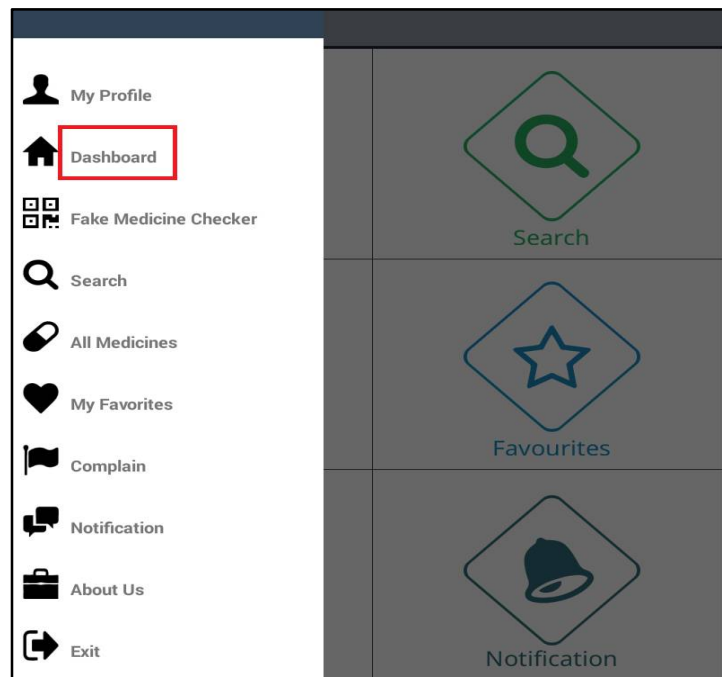 My Profile
Dashboard
Fake Medicine Checker
Search
All Medicines
My Favorites
Complain
Notification
About Us
Exit
Search
Favourites
Notification